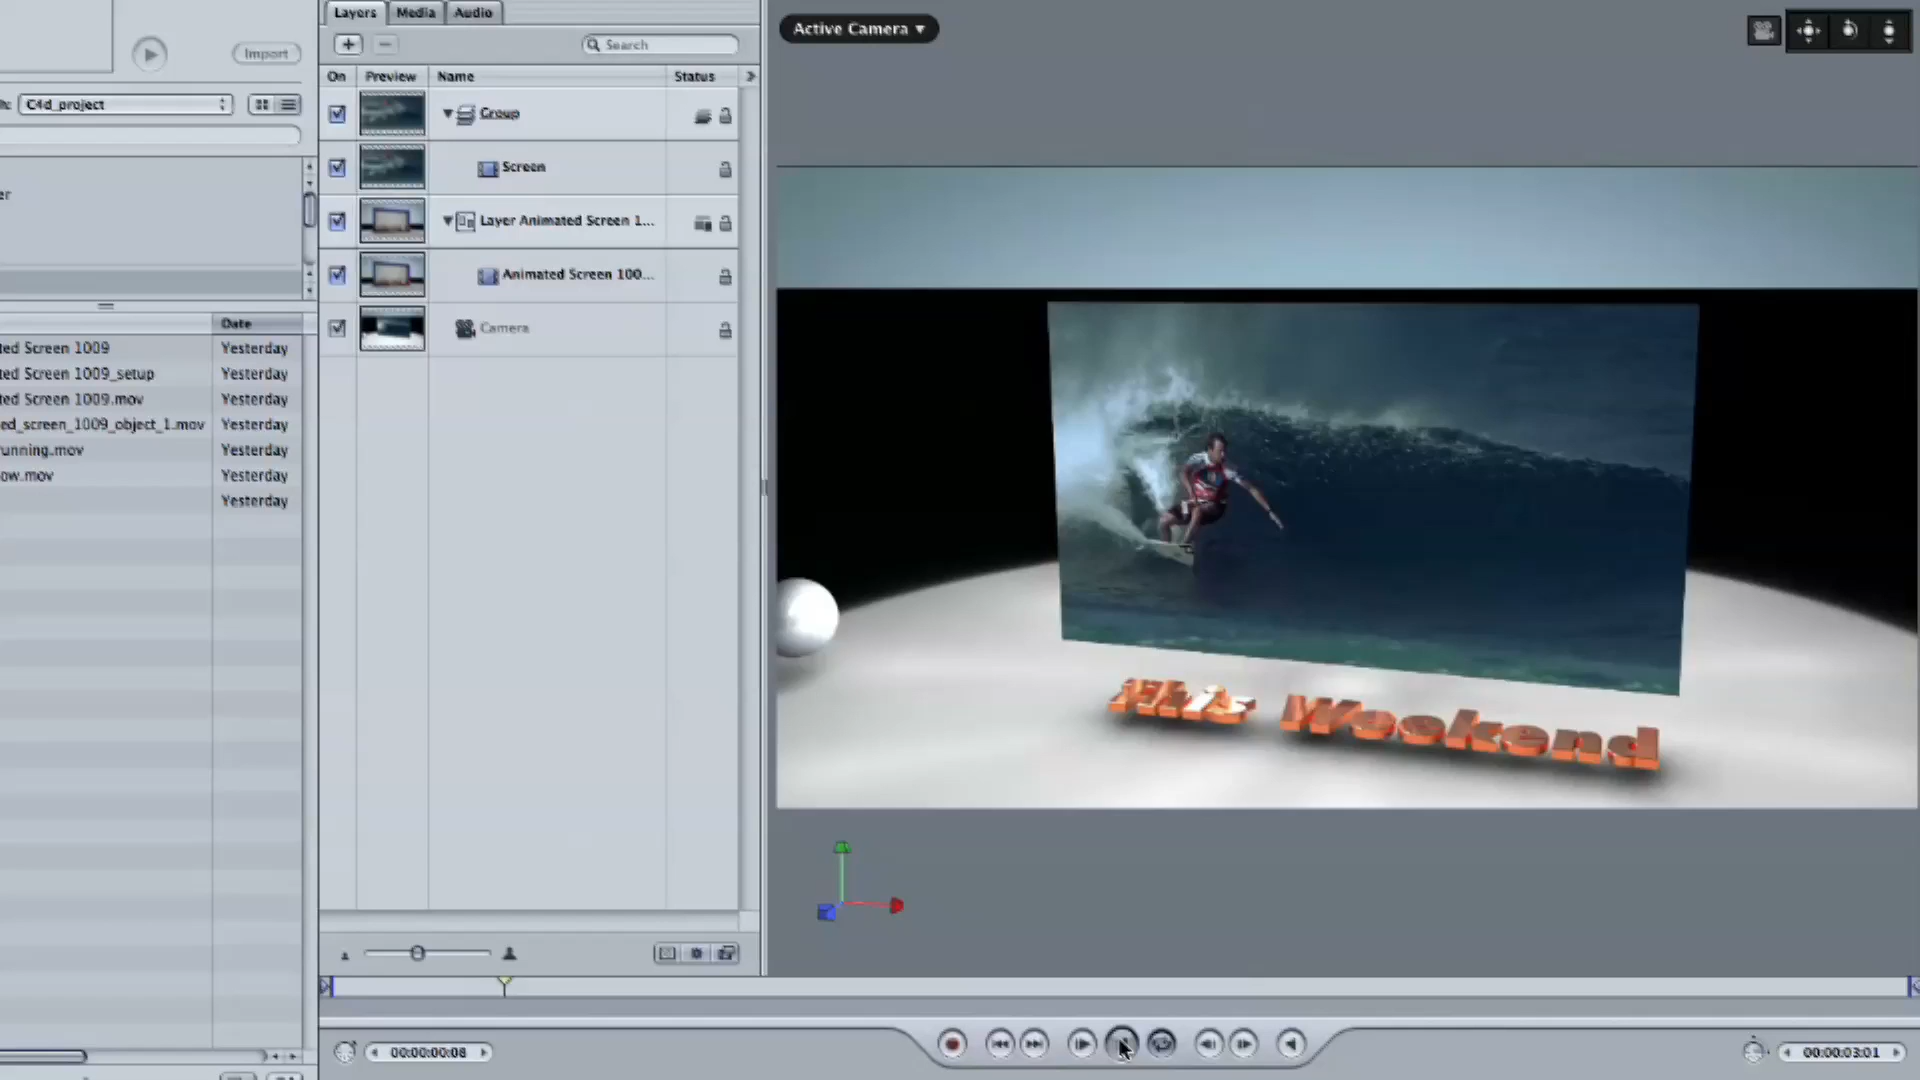 Layers Media Audio
Active Camera
Import
Search
On Preview Name Status
C4d_project
Group
Screen
er
Layer Animated Screen 1...
Animated Screen 100...
Camera
Date
ted Screen 1009 Yesterday
ted Screen 1009_setup Yesterday
ted Screen 1009.mov Yesterday
ed_screen_1009_object_1.mov Yesterday
unning.mov Yesterday
ow.mov Yesterday
Yesterday
This Weekend
00:00:00:08
00:00:03:01